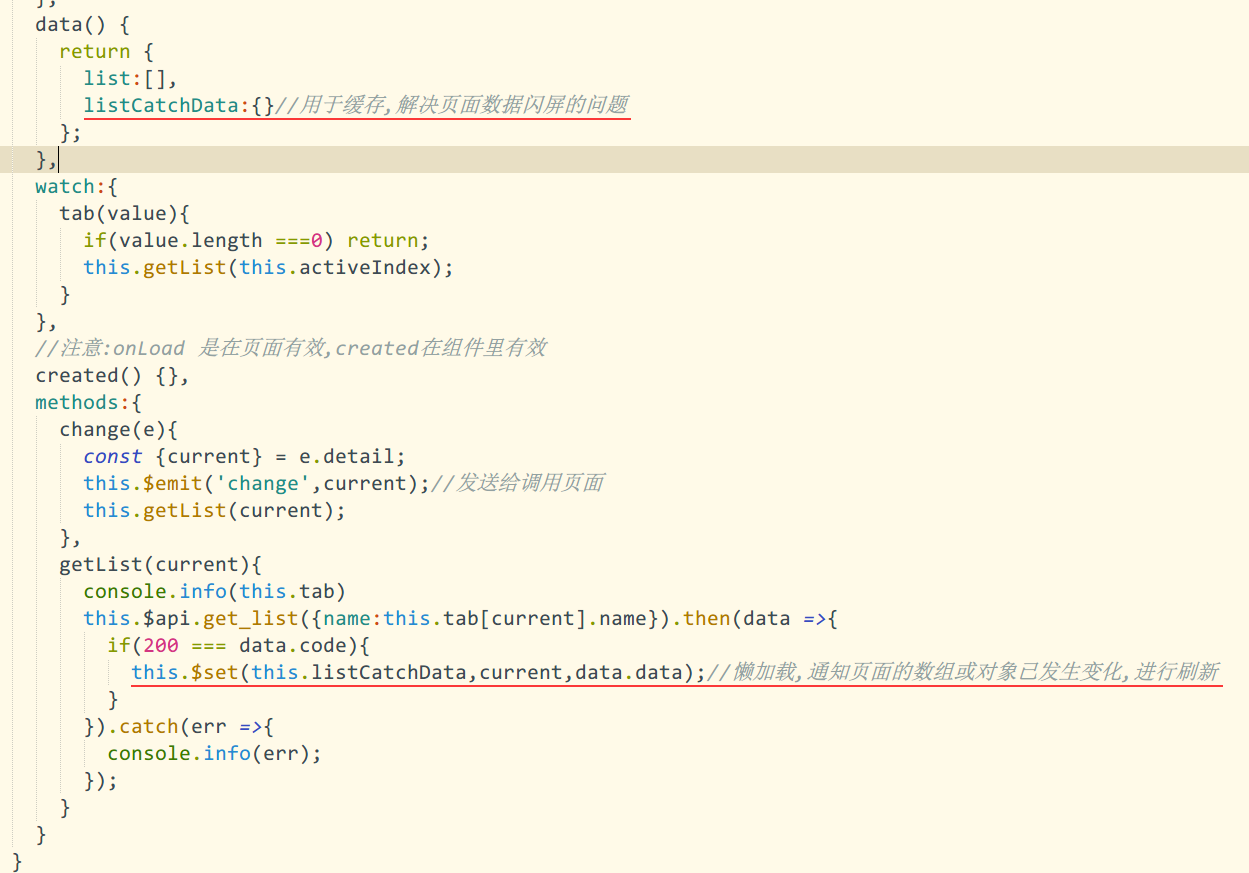 },
data() {
return {
list:[],
listCatchData:{}//用于缓存,解决页面数据闪屏的问题
};
},
watch:{
tab(value){
if(value.length ===0) return;
this.getList(this.activeIndex);
}
},
//注意:onLoad 是在页面有效,created在组件里有效
created() {},
methods:{
change(e){
const {current} = e.detail;
this.$emit('change',current);//发送给调用页面
this.getList(current);
},
getList(current){
console.info(this.tab)
this.$api.get_list({name:this.tab[current].name}).then(data =>{
if(200 === data.code){
this.$set(this.listCatchData,current,data.data);//懒加载,通知页面的数组或对象已发生变化,进行刷新
}
}).catch(err =>{
console.info(err);
});
}
}
}